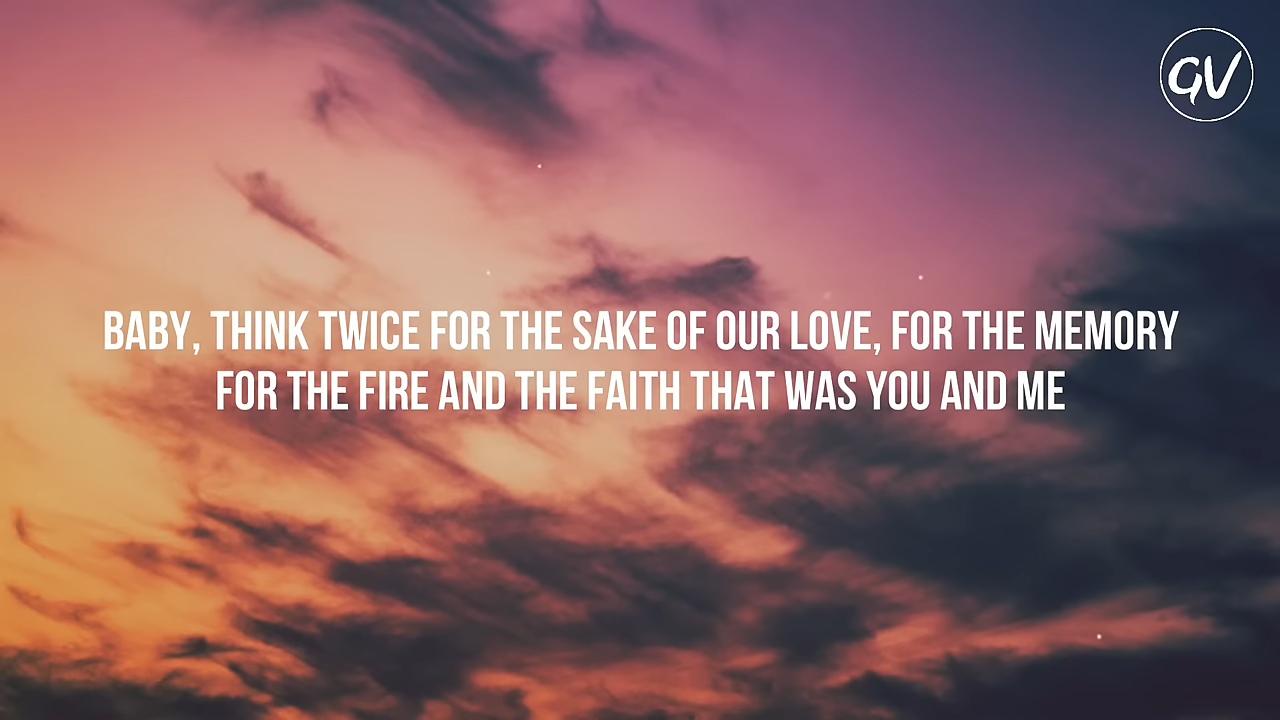 GV
BABY, THINK TWICE FOR THE SAKE OF OUR LOVE, FOR THE MEMORY
FOR THE FIRE AND THE FAITH THAT WAS YOU AND ME